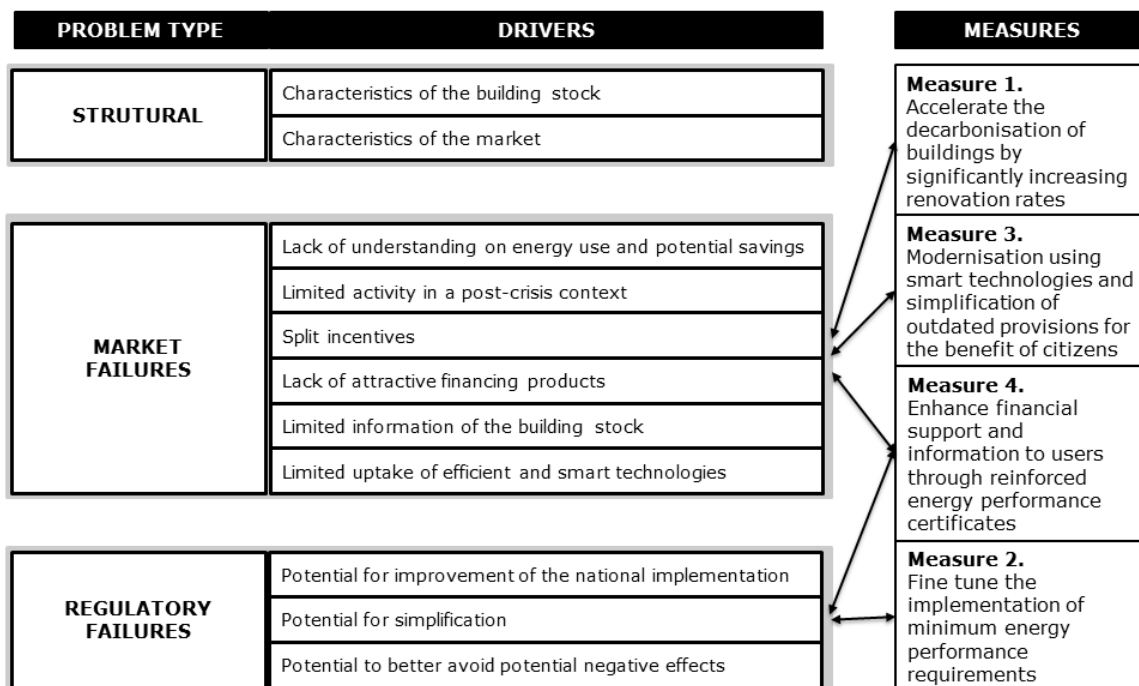 PROBLEM TYPE
DRIVERS
MEASURES
STRUTURAL
Characteristics of the building stock
Characteristics of the market
MARKET
FAILURES
Lack of understanding on energy use and potential savings
Limited activity in a post-crisis context
Split incentives
Lack of attractive financing products
Limited information of the building stock
Limited uptake of efficient and smart technologies
REGULATORY
FAILURES
Potential for improvement of the national implementation
Potential for simplification
Potential to better avoid potential negative effects
Measure 1.
Accelerate the
decarbonisation of
buildings by
significantly increasing
renovation rates
Measure 3.
Modernisation using
smart technologies and
simplification of
outdated provisions for
the benefit of citizens
Measure 4.
Enhance financial
support and
information to users
through reinforced
energy performance
certificates
Measure 2.
Fine tune the
implementation of
minimum energy
performance
requirements